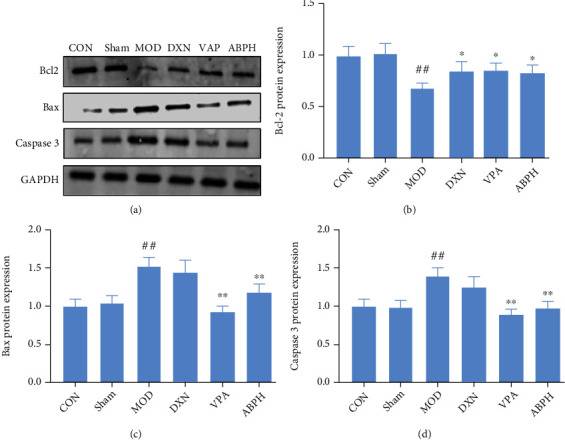 CON Sham MOD DXN VAP ABPH
Bcl2
Bax
Caspase 3
GAPDH
(a)
Bcl-2 protein expression
1.5
1.0
0.5
0.0
##
*
*
*
CON Sham MOD DXN VPA ABPH
(b)
Bax protein expression
2.0
1.5
1.0
0.5
0.0
##
**
**
CON Sham MOD DXN VPA ABPH
(c)
Caspase 3 protein expression
2.0
1.5
1.0
0.5
0.0
##
**
**
CON Sham MOD DXN VPA ABPH
(d)